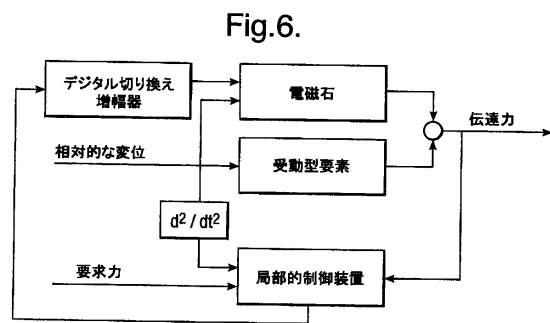 Fig.6.
デジタル切り換え
増幅器
電磁石
伝達力
相対的な変位
受動型要素
d² / dt²
要求力
局部的制御装置